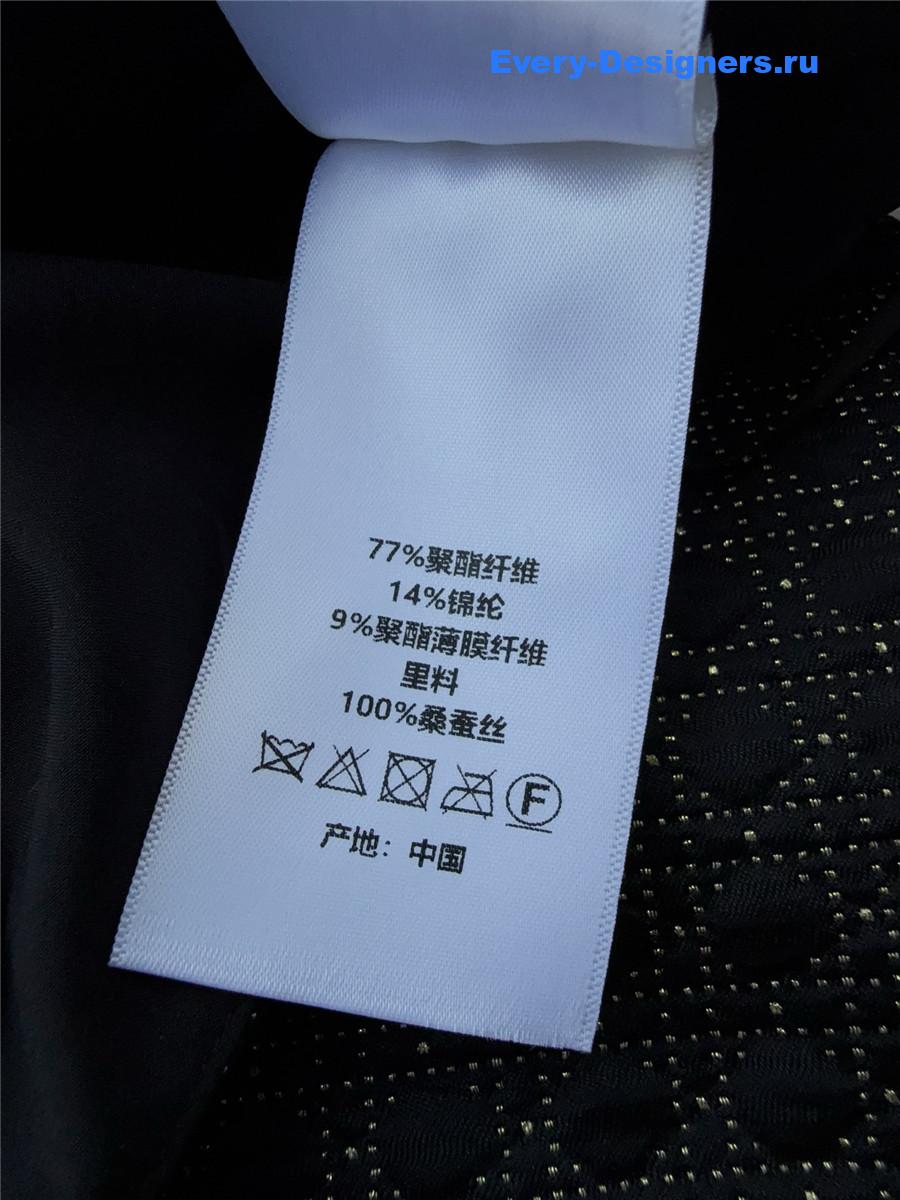 Every-Designers.ru
77%聚酯纤维
14%锦纶
9%聚酯薄膜纤维
里料
100%桑蚕丝
F
产地：中国